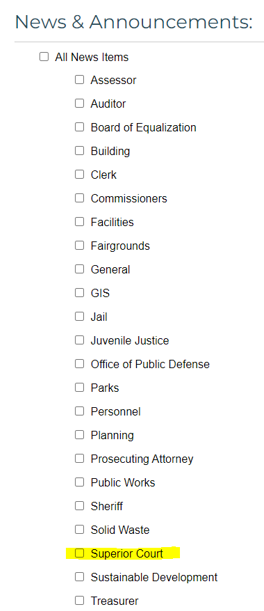 News & Announcements:
All News Items
Assessor
Auditor
Board of Equalization
Building
Clerk
Commissioners
Facilities
Fairgrounds
General
GIS
Jail
Juvenile Justice
Office of Public Defense
Parks
Personnel
Planning
Prosecuting Attorney
Public Works
Sheriff
Solid Waste
Superior Court
Sustainable Development
Treasurer